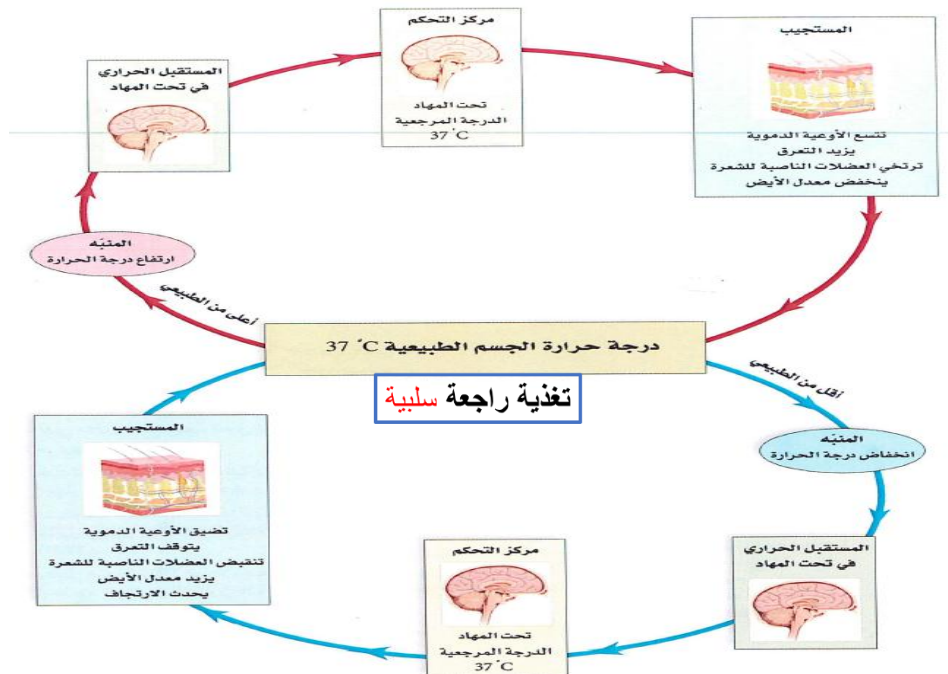 مركز التحكم
تحت المهاد
الدرجة المرجعية
37 °C
المستجيب
تتسع الأوعية الدموية
يزيد التعرق
ترتخي العضلات الناصبة للشعرة
ينخفض معدل الأيض
المستقبل الحراري
في تحت المهاد
المنبّه
ارتفاع درجة الحرارة
أعلى من الطبيعي
درجة حرارة الجسم الطبيعية 37 °C
تغذية راجعة سلبية
أقل من الطبيعي
المنبّه
انخفاض درجة الحرارة
المستقبل الحراري
في تحت المهاد
مركز التحكم
تحت المهاد
الدرجة المرجعية
37 °C
المستجيب
تضيق الأوعية الدموية
يتوقف التعرق
تنقبض العضلات الناصبة للشعرة
يزيد معدل الأيض
يحدث الارتجاف